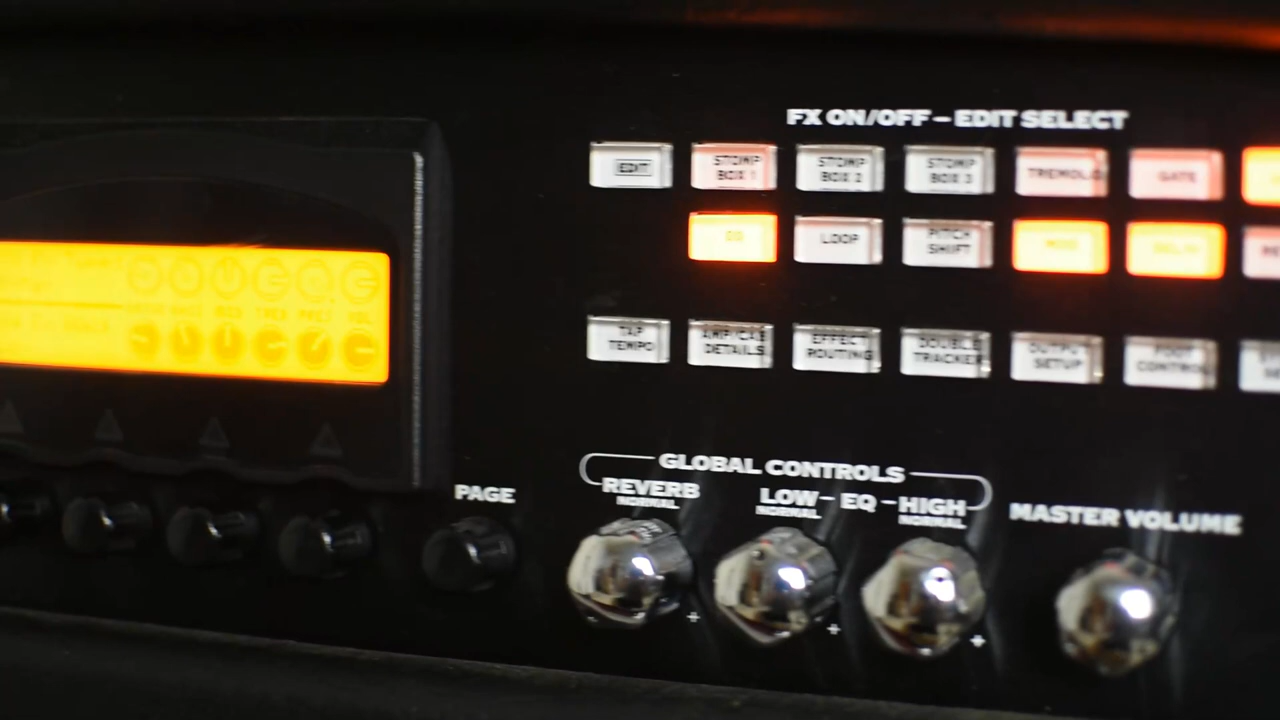 FX ON/OFF – EDIT SELECT
EDIT
STOMP
BOX 1
STOMP
BOX 2
STOMP
BOX 3
TREMOLO
GATE
EQ
LOOP
PITCH
SHIFT
MOD
DELAY
TAP
TEMPO
AMP/CAB
DETAILS
EFFECT
ROUTING
DOUBLE
TRACKER
OUTPUT
SETUP
FOOT
CONTROL
GLOBAL CONTROLS
PAGE
REVERB
NORMAL
LOW – EQ – HIGH
NORMAL
NORMAL
MASTER VOLUME
+
+
+